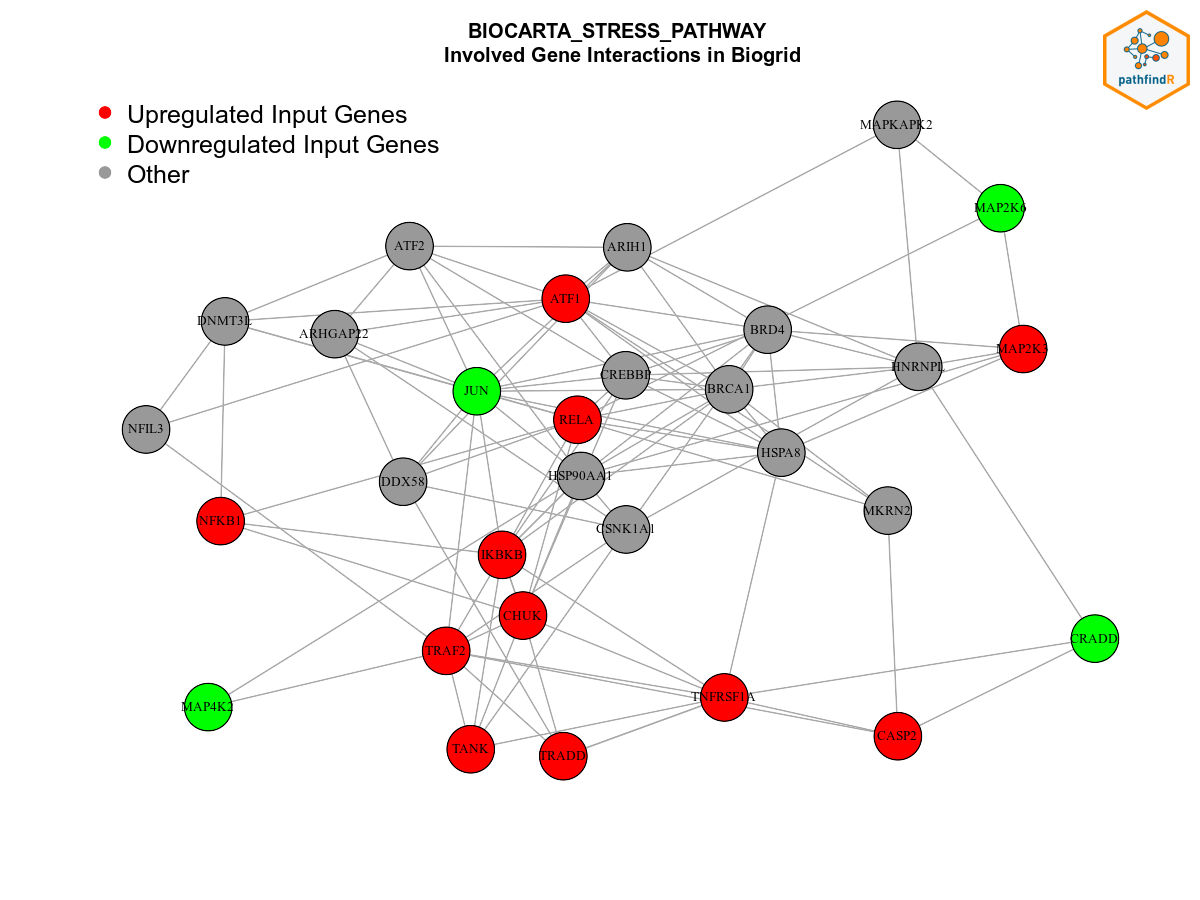 BIOCARTA_STRESS_PATHWAY
Involved Gene Interactions in Biogrid
pathfindR
Upregulated Input Genes
Downregulated Input Genes
Other
MAPKAPK2
MAP2K6
ATF2
ARIH1
ATF1
DNMT3L
ARHGAP22
BRD4
MAP2K3
HNRNPL
CREBBP
BRCA1
JUN
RELA
NFIL3
HSPA8
HSP90AA1
DDX58
MKRN2
NFKB1
CSNK1A1
IKBKB
CHUK
CRADD
TRAF2
TNFRSF1A
MAP4K2
CASP2
TANK
TRADD